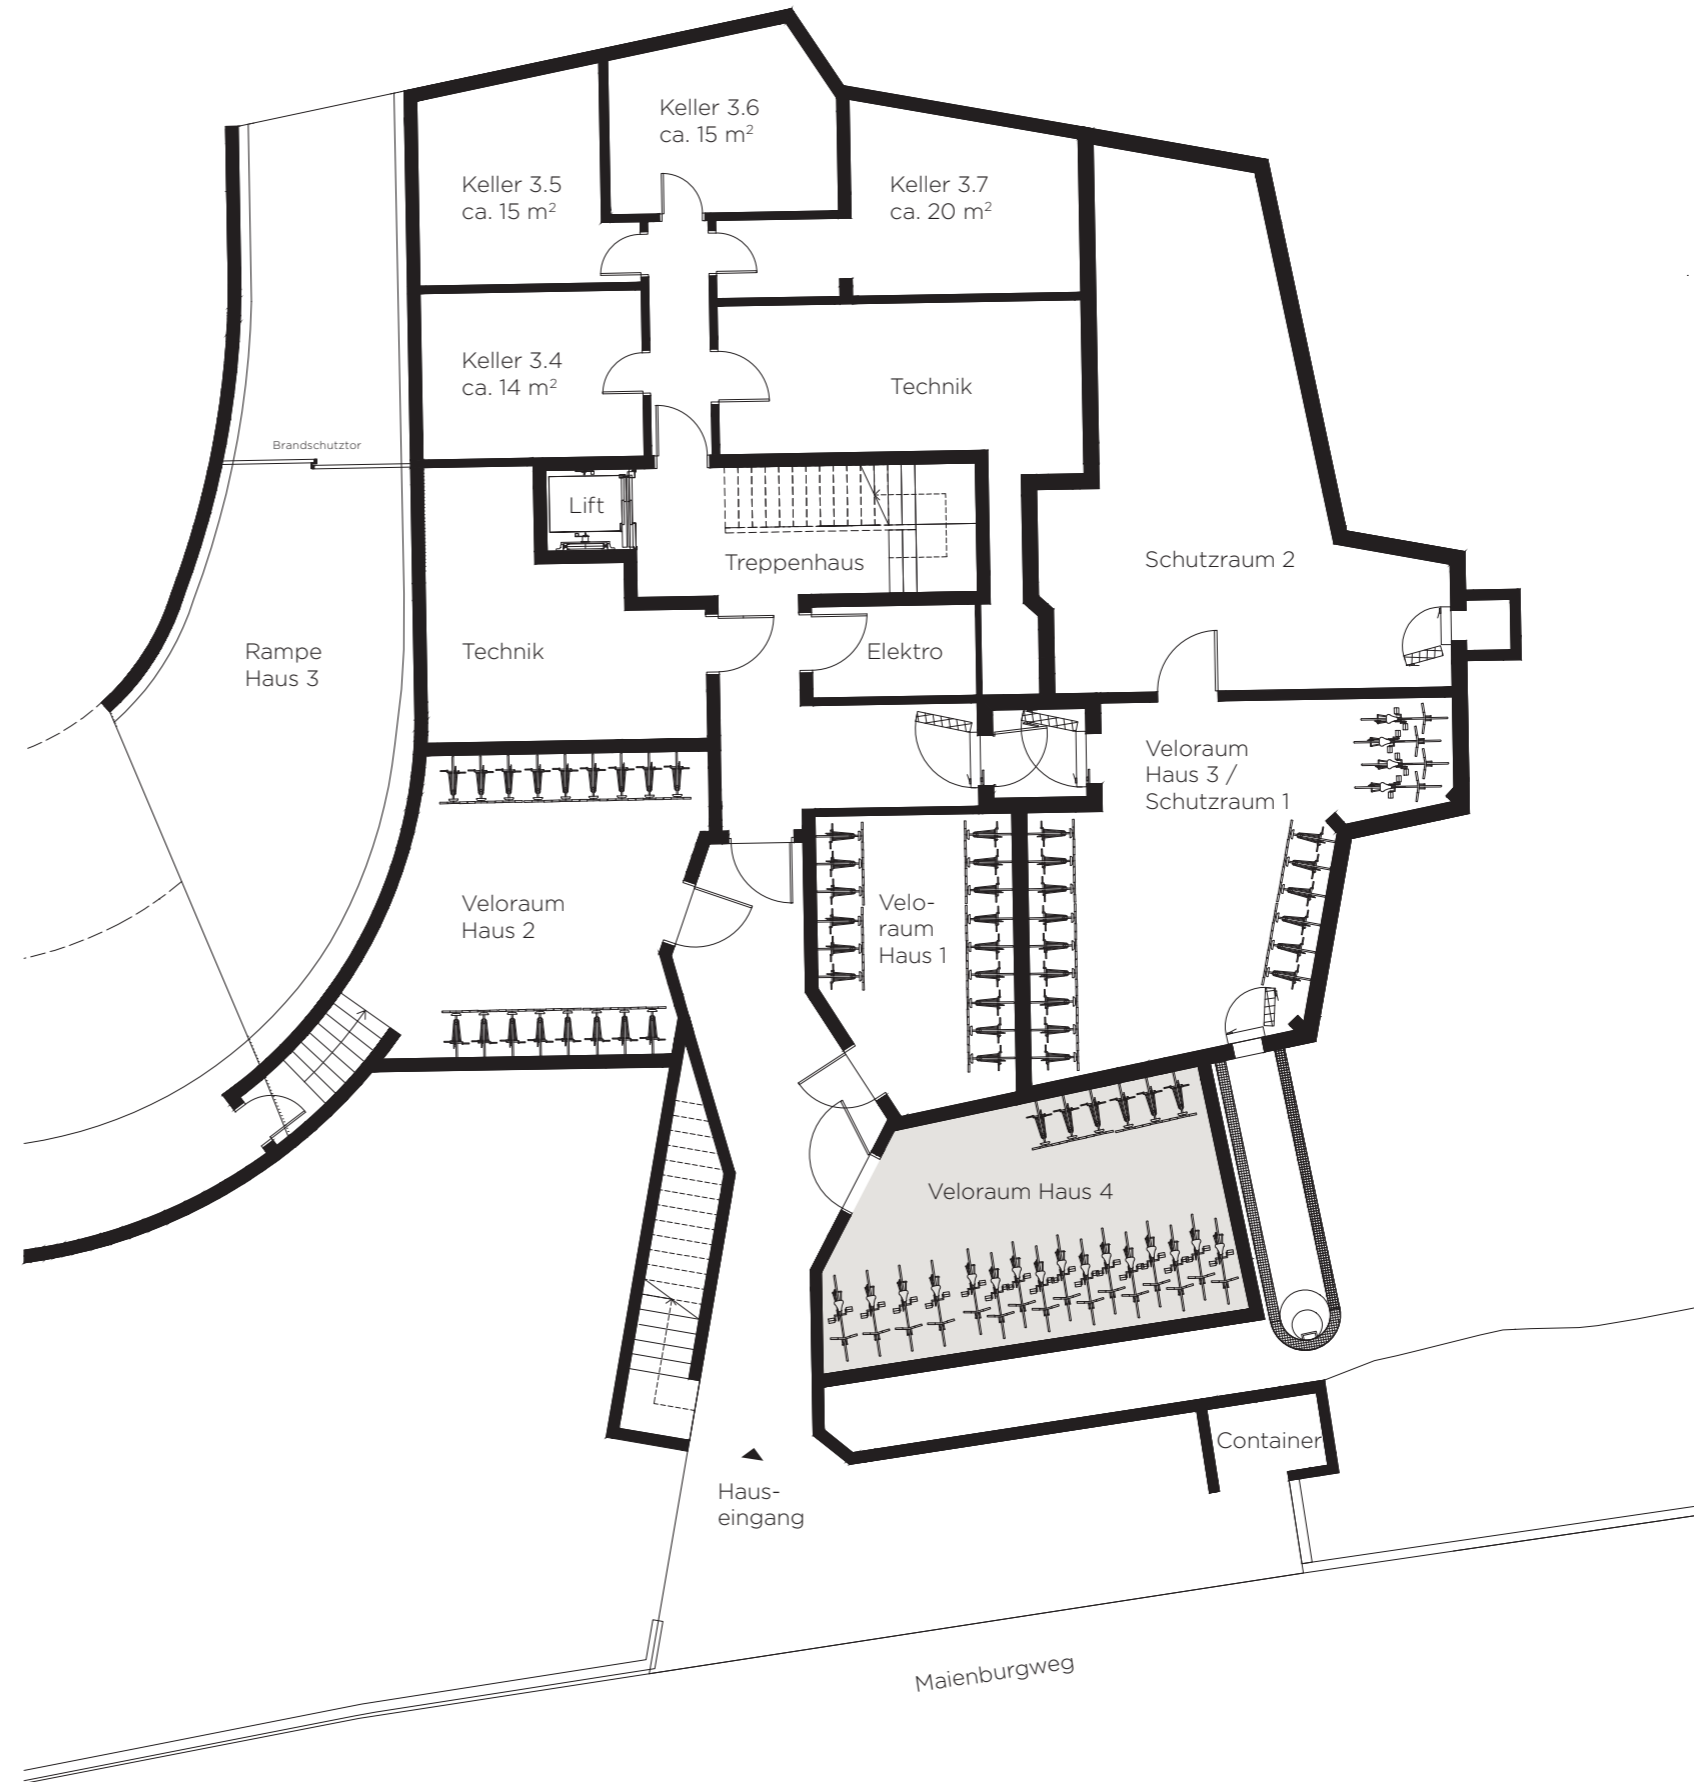 Keller 3.6
ca. 15 m²
Keller 3.5
ca. 15 m²
Keller 3.7
ca. 20 m²
Keller 3.4
ca. 14 m²
Technik
Brandschutztor
Lift
Treppenhaus
Schutzraum 2
Rampe
Haus 3
Technik
Elektro
Veloraum
Haus 3 /
Schutzraum 1
Veloraum
Haus 2
Velo-
raum
Haus 1
Veloraum Haus 4
Container
Haus-
eingang
Maienburgweg